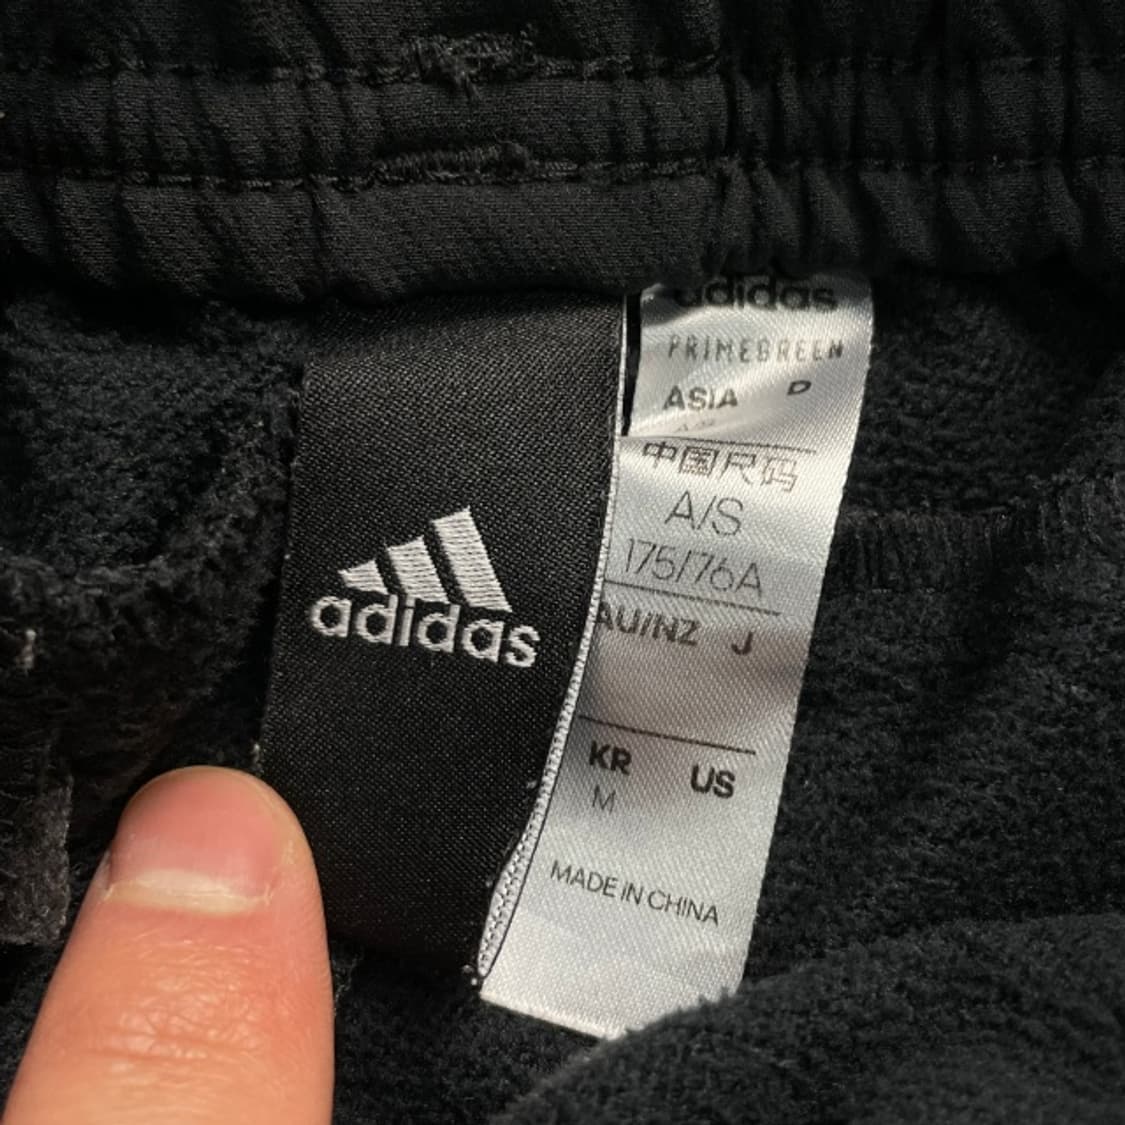 adidas
adidas
PRIMEGREEN
ASIA D
A/S
中国尺码
A/S
175/76A
AU/NZ J
KR US
M
MADE IN CHINA